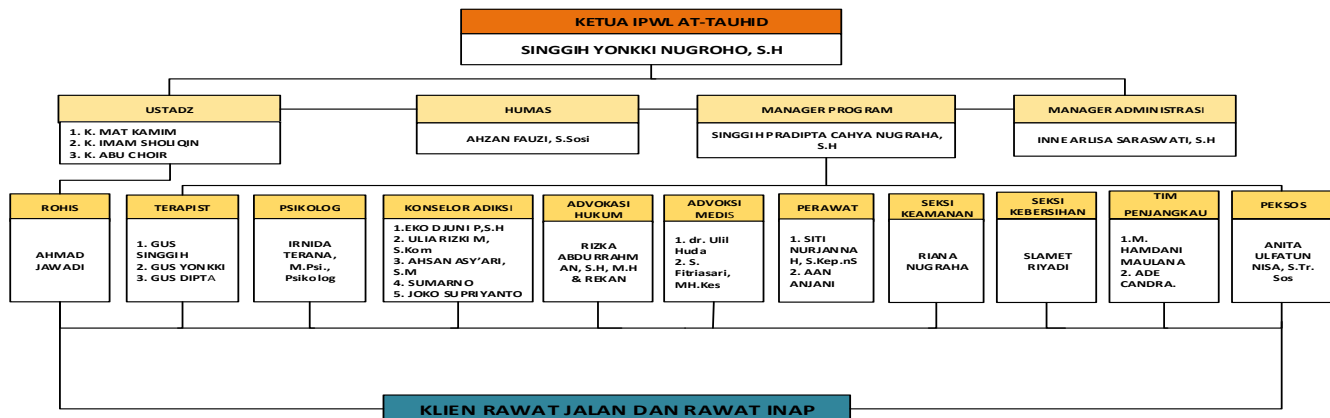 KETUA IPWL AT-TAUHID
SINGGIH YONKKI NUGROHO, S.H
USTADZ
1. K. MAT KAMIM
2. K. IMAM SHOLIQIN
3. K. ABU CHOIR
HUMAS
AHZAN FAUZI, S.Sosi
MANAGER PROGRAM
SINGGIH PRADIPTA CAHYA NUGRAHA,
S.H
MANAGER ADMINISTRASI
INNE ARLISA SARASWATI, S.H
ROHIS
AHMAD
JAWADI
TERAPIST
1. GUS
SINGGIH
2. GUS YONKKI
3. GUS DIPTA
PSIKOLOG
IRNIDA
TERANA,
M.Psi.,
Psikolog
KONSELOR ADIKSI
1.EKO DJUNI P,S.H
2. ULIA RIZKI M,
S.Kom
3. AHSAN ASY'ARI,
S.M
4. SUMARNO
5. JOKO SUPRIYANTO
ADVOKASI
HUKUM
RIZKA
ABDURRAHM
AN, S.H, M.H
& REKAN
ADVOKSI
MEDIS
1. dr. Ulil
Huda
2. S.
Fitriasari,
MH.Kes
PERAWAT
1. SITI
NURJANNA
H, S.Kep.nS
2. AAN
ANJANI
SEKSI
KEAMANAN
RIANA
NUGRAHA
SEKSI
KEBERSIHAN
SLAMET
RIYADI
TIM
PENJANGKAU
1.M.
HAMDANI
MAULANA
2. ADE
CANDRA.
PEKSOS
ANITA
ULFATUN
NISA, S.Tr.
Sos
KLIEN RAWAT JALAN DAN RAWAT INAP